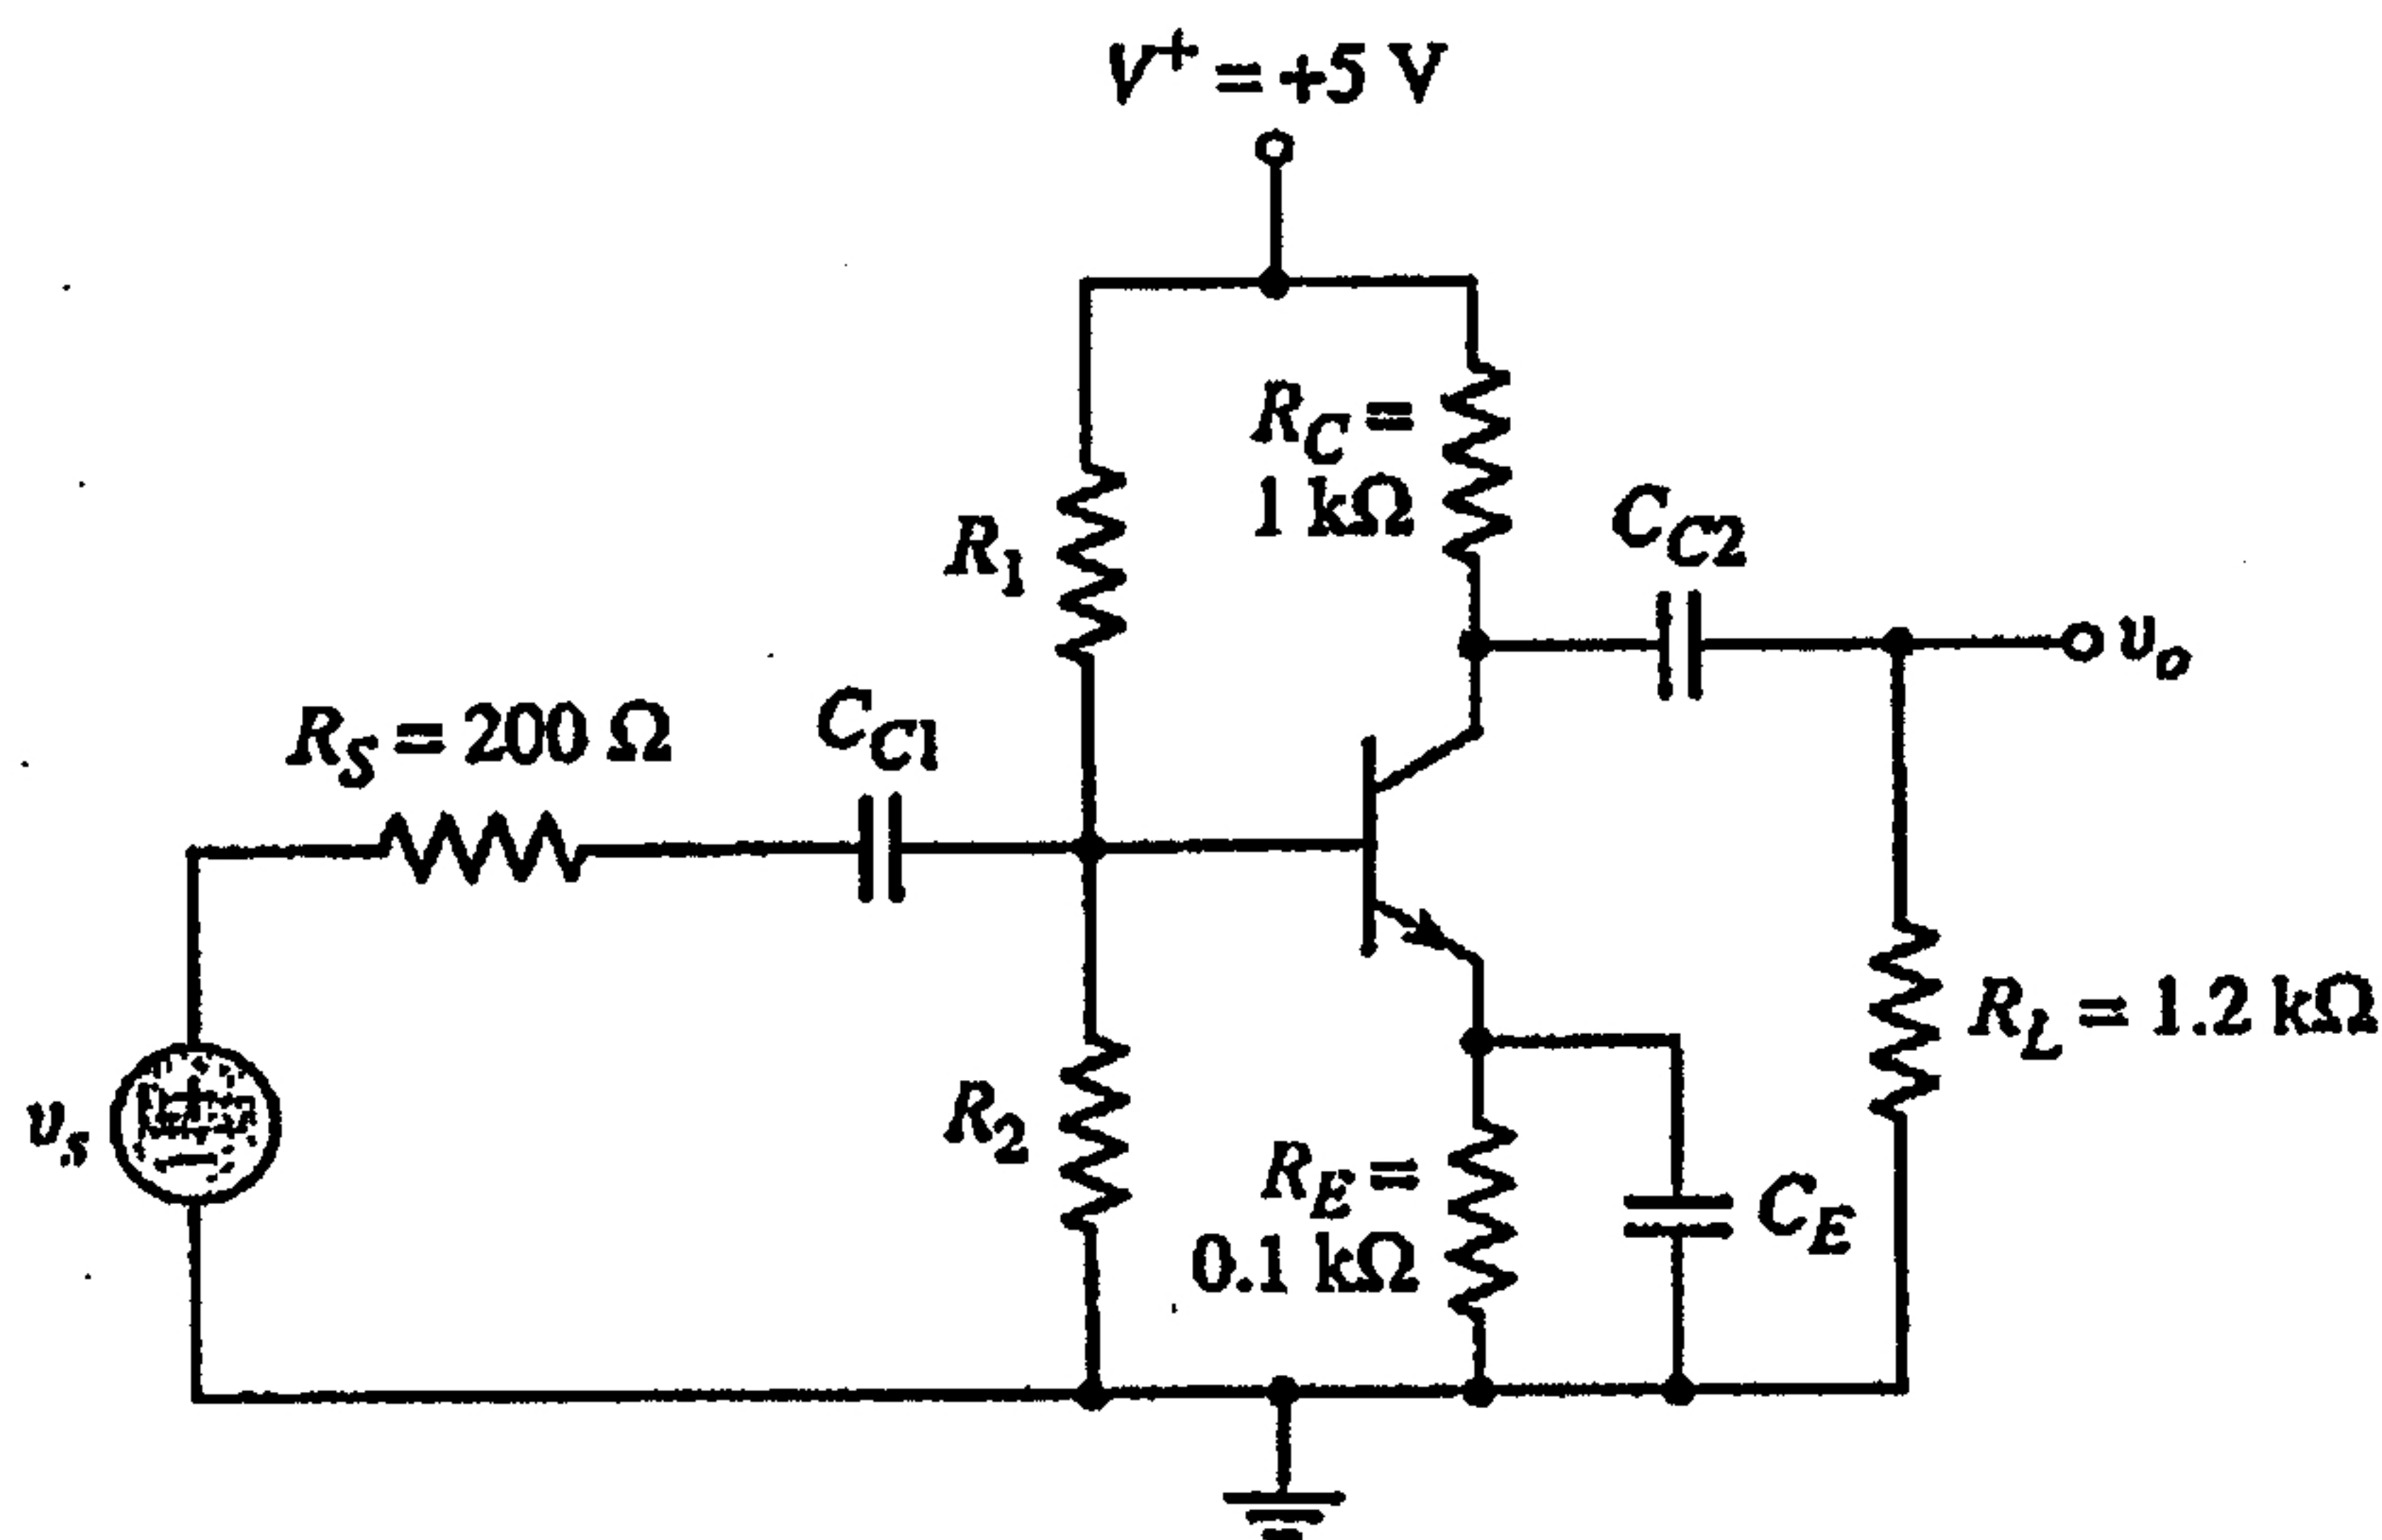 V⁺ = +5 V
R_C =
1 kΩ
C_C2
R_1
v_o
R_S = 200 Ω
C_C1
R_L = 1.2 kΩ
v_s
R_2
R_E =
0.1 kΩ
C_E